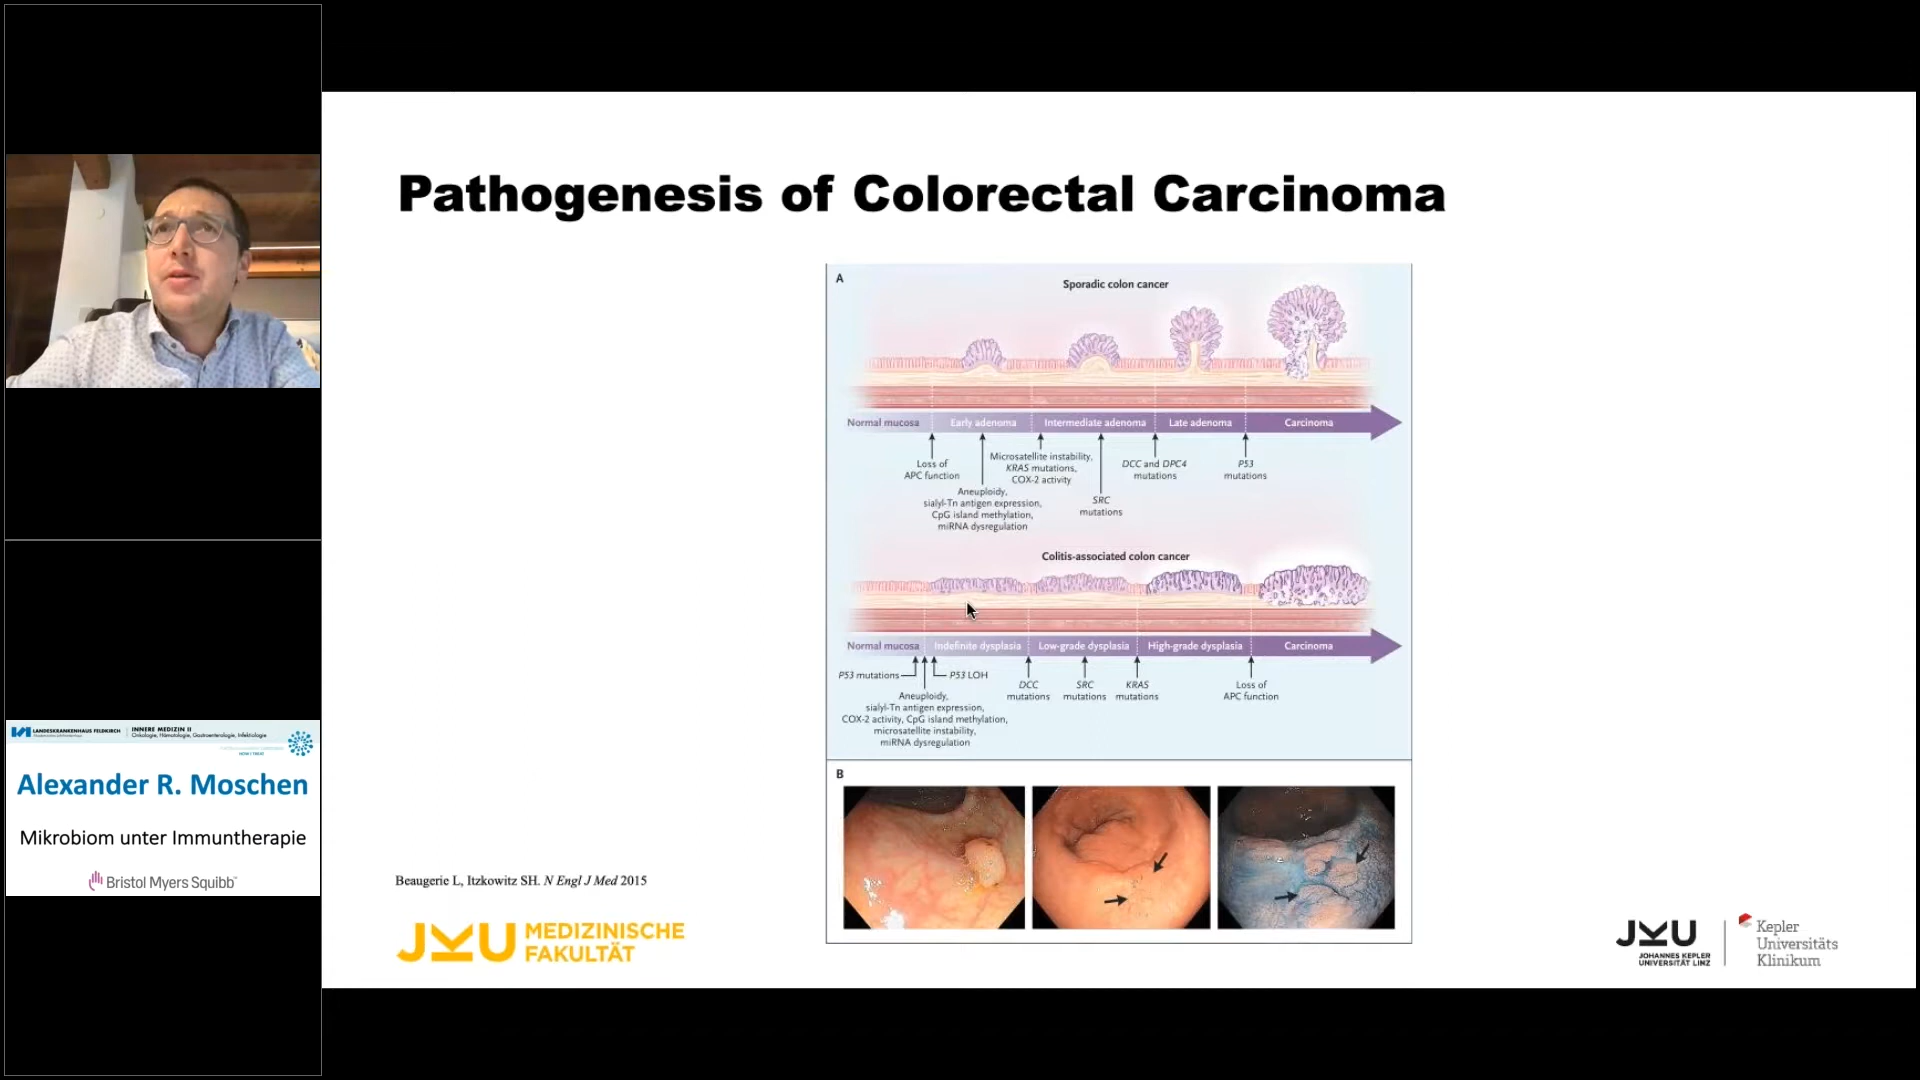 Pathogenesis of Colorectal Carcinoma
A
Sporadic colon cancer
Normal mucosa
Early adenoma
Intermediate adenoma
Late adenoma
Carcinoma
Loss of
APC function
Aneuploidy,
sialyl-Tn antigen expression,
CpG island methylation,
miRNA dysregulation
Microsatellite instability,
KRAS mutations,
COX-2 activity
SRC
mutations
DCC and DPC4
mutations
P53
mutations
Colitis-associated colon cancer
Normal mucosa
Indefinite dysplasia
Low-grade dysplasia
High-grade dysplasia
Carcinoma
P53 mutations
P53 LOH
Aneuploidy,
sialyl-Tn antigen expression,
COX-2 activity, CpG island methylation,
microsatellite instability,
miRNA dysregulation
DCC
mutations
SRC
mutations
KRAS
mutations
Loss of
APC function
B
Beaugerie L, Itzkowitz SH. N Engl J Med 2015
JKU MEDIZINISCHE
FAKULTÄT
JKU
JOHANNES KEPLER
UNIVERSITÄT LINZ
Kepler
Universitäts
Klinikum
LANDESKRANKENHAUS FELDKIRCH
INNERE MEDIZIN II
Onkologie, Hämatologie, Gastroenterologie, Infektiologie
Alexander R. Moschen
Mikrobiom unter Immuntherapie
Bristol Myers Squibb™